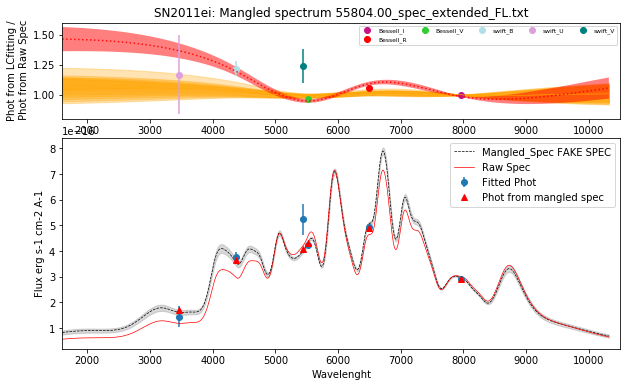 SN2011ei: Mangled spectrum 55804.00_spec_extended_FL.txt
Phot from LCfitting /
Phot from Raw Spec
1.50
1.25
1.00
Bessell_I
Bessell_R
Bessell_V
swift_B
swift_U
swift_V
2000 3000 4000 5000 6000 7000 8000 9000 10000
1e−16
Flux erg s-1 cm-2 A-1
8
7
6
5
4
3
2
1
Mangled_Spec FAKE SPEC
Raw Spec
Fitted Phot
Phot from mangled spec
2000 3000 4000 5000 6000 7000 8000 9000 10000
Wavelenght